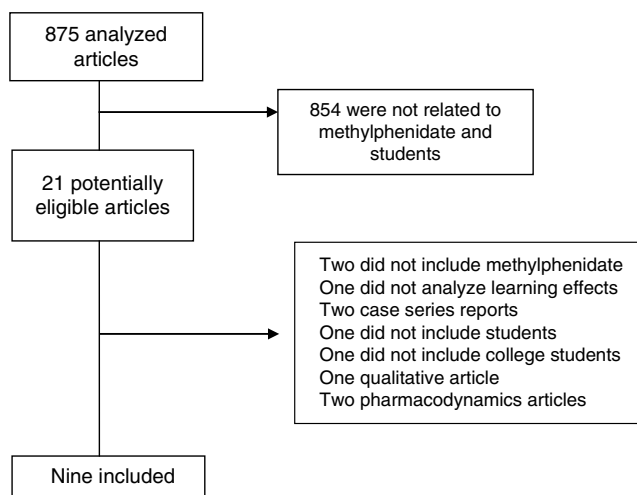 875 analyzed
articles
854 were not related to
methylphenidate and
students
21 potentially
eligible articles
Two did not include methylphenidate
One did not analyze learning effects
Two case series reports
One did not include students
One did not include college students
One qualitative article
Two pharmacodynamics articles
Nine included